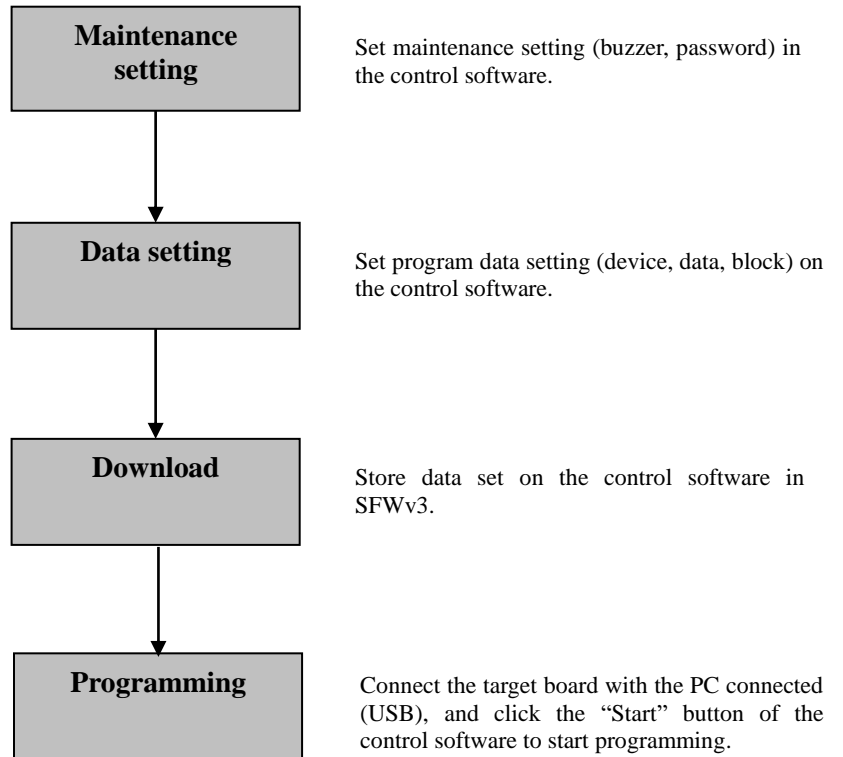 Maintenance
setting
Set maintenance setting (buzzer, password) in
the control software.
Data setting
Set program data setting (device, data, block) on
the control software.
Download
Store data set on the control software in
SFWv3.
Programming
Connect the target board with the PC connected
(USB), and click the “Start” button of the
control software to start programming.